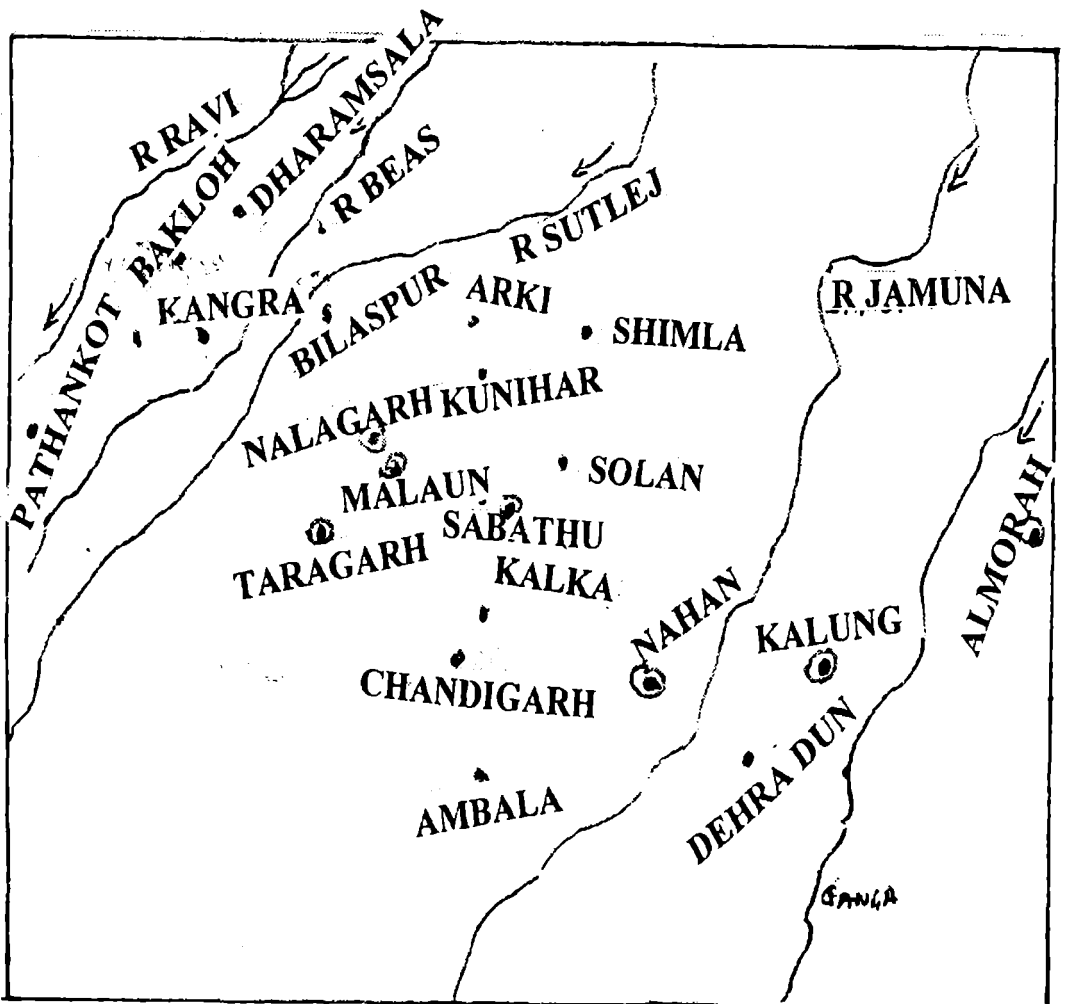 R RAVI
DHARAMSALA
BAKLOH
R BEAS
R SUTLEJ
R JAMUNA
PATHANKOT
KANGRA
BILASPUR
ARKI
SHIMLA
KUNIHAR
NALAGARH
MALAUN
SOLAN
SABATHU
TARAGARH
KALKA
ALMORAH
NAHAN
KALUNG
CHANDIGARH
DEHRA DUN
AMBALA
GANGA